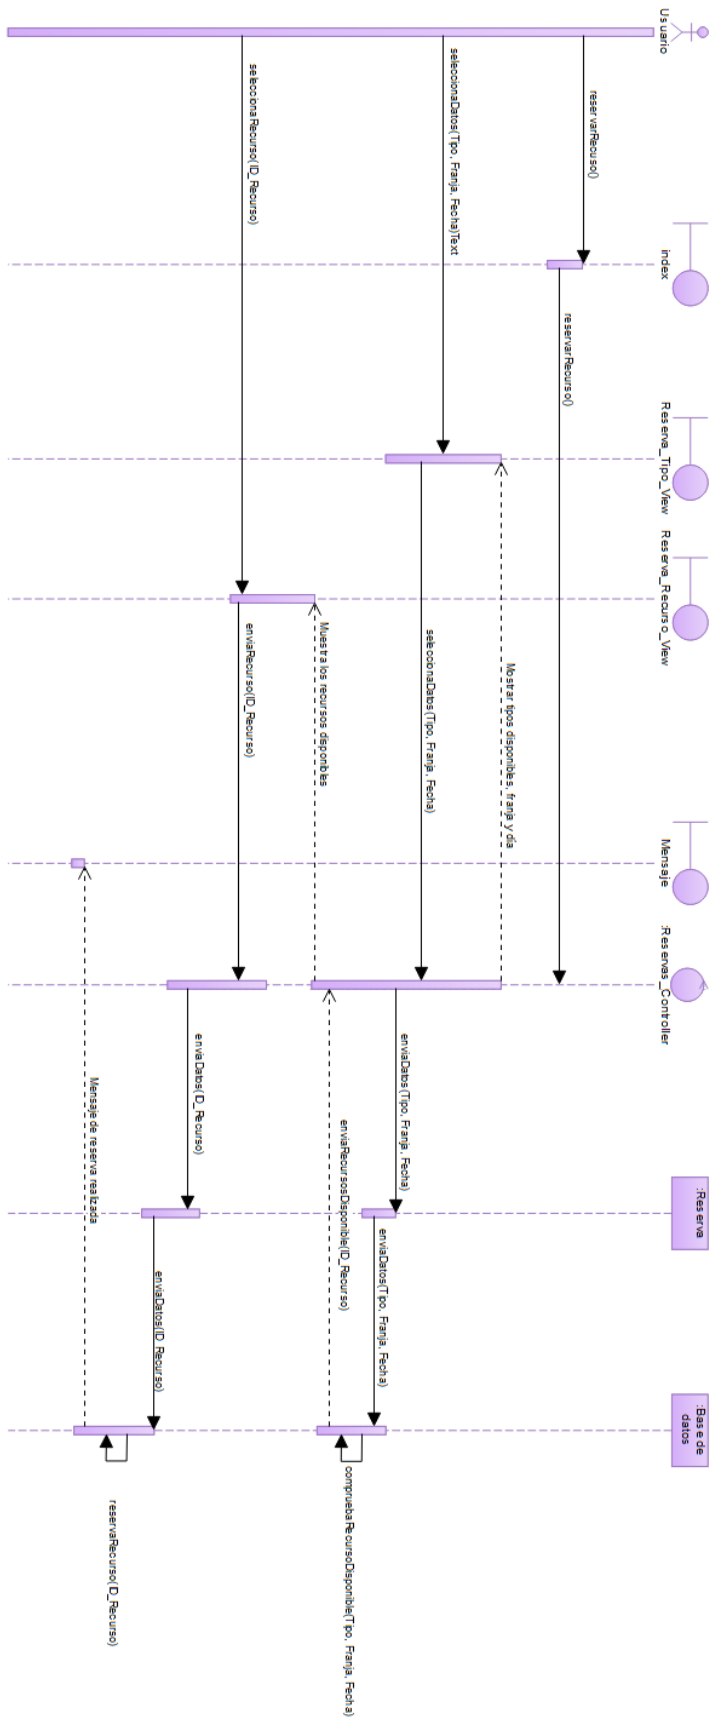 Usuario
index
Reserva_Tipo_View
Reserva_Recurso_View
Mensaje
:Reservas_Controller
:Reserva
:Base de
datos
reservarRecuso()
reservarRecurso()
Mostrar tipos disponibles, franja y día
seleccionaDatos(Tipo, Franja, Fecha)Text
seleccionaDatos(Tipo, Franja, Fecha)
enviaDatos(Tipo, Franja, Fecha)
enviaDatos(Tipo, Franja, Fecha)
compruebaRecursoDisponible(Tipo, Franja, Fecha)
enviaRecursosDisponible(ID_Recurso)
Muestra los recursos disponibles
seleccionaRecurso(ID_Recurso)
enviaRecurso(ID_Recurso)
enviaDatos(ID_Recurso)
enviaDatos(ID_Recurso)
reservaRecurso(ID_Recurso)
Mensaje de reserva realizada